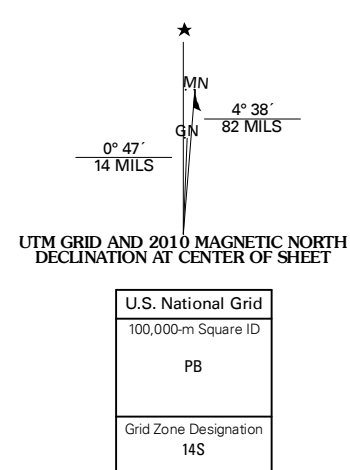 ★
MN
4° 38´
82 MILS
GN
0° 47´
14 MILS
UTM GRID AND 2010 MAGNETIC NORTH
DECLINATION AT CENTER OF SHEET
U.S. National Grid
100,000-m Square ID
PB
Grid Zone Designation
14S